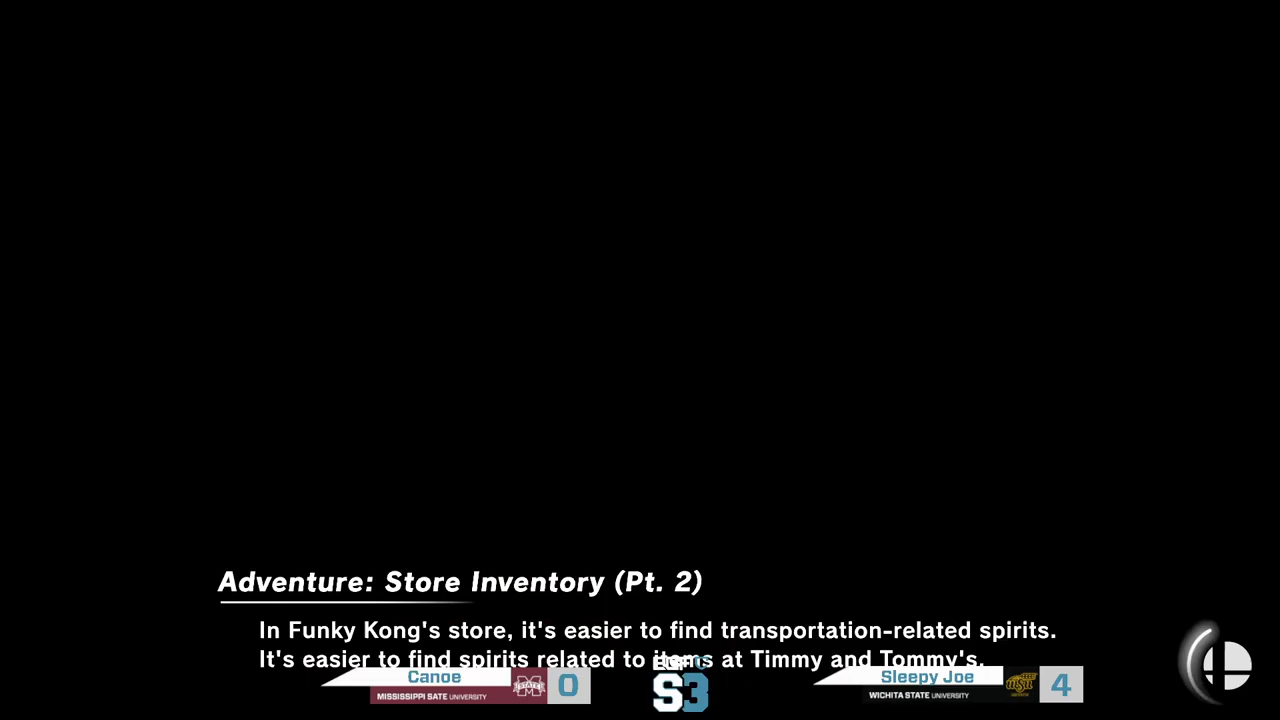 Adventure: Store Inventory (Pt. 2)
In Funky Kong's store, it's easier to find transportation-related spirits.
It's easier to find spirits related to items at Timmy and Tommy's.
Canoe
MISSISSIPPI SATE UNIVERSITY
STATE
0
S3
Sleepy Joe
WICHITA STATE UNIVERSITY
WSU
4